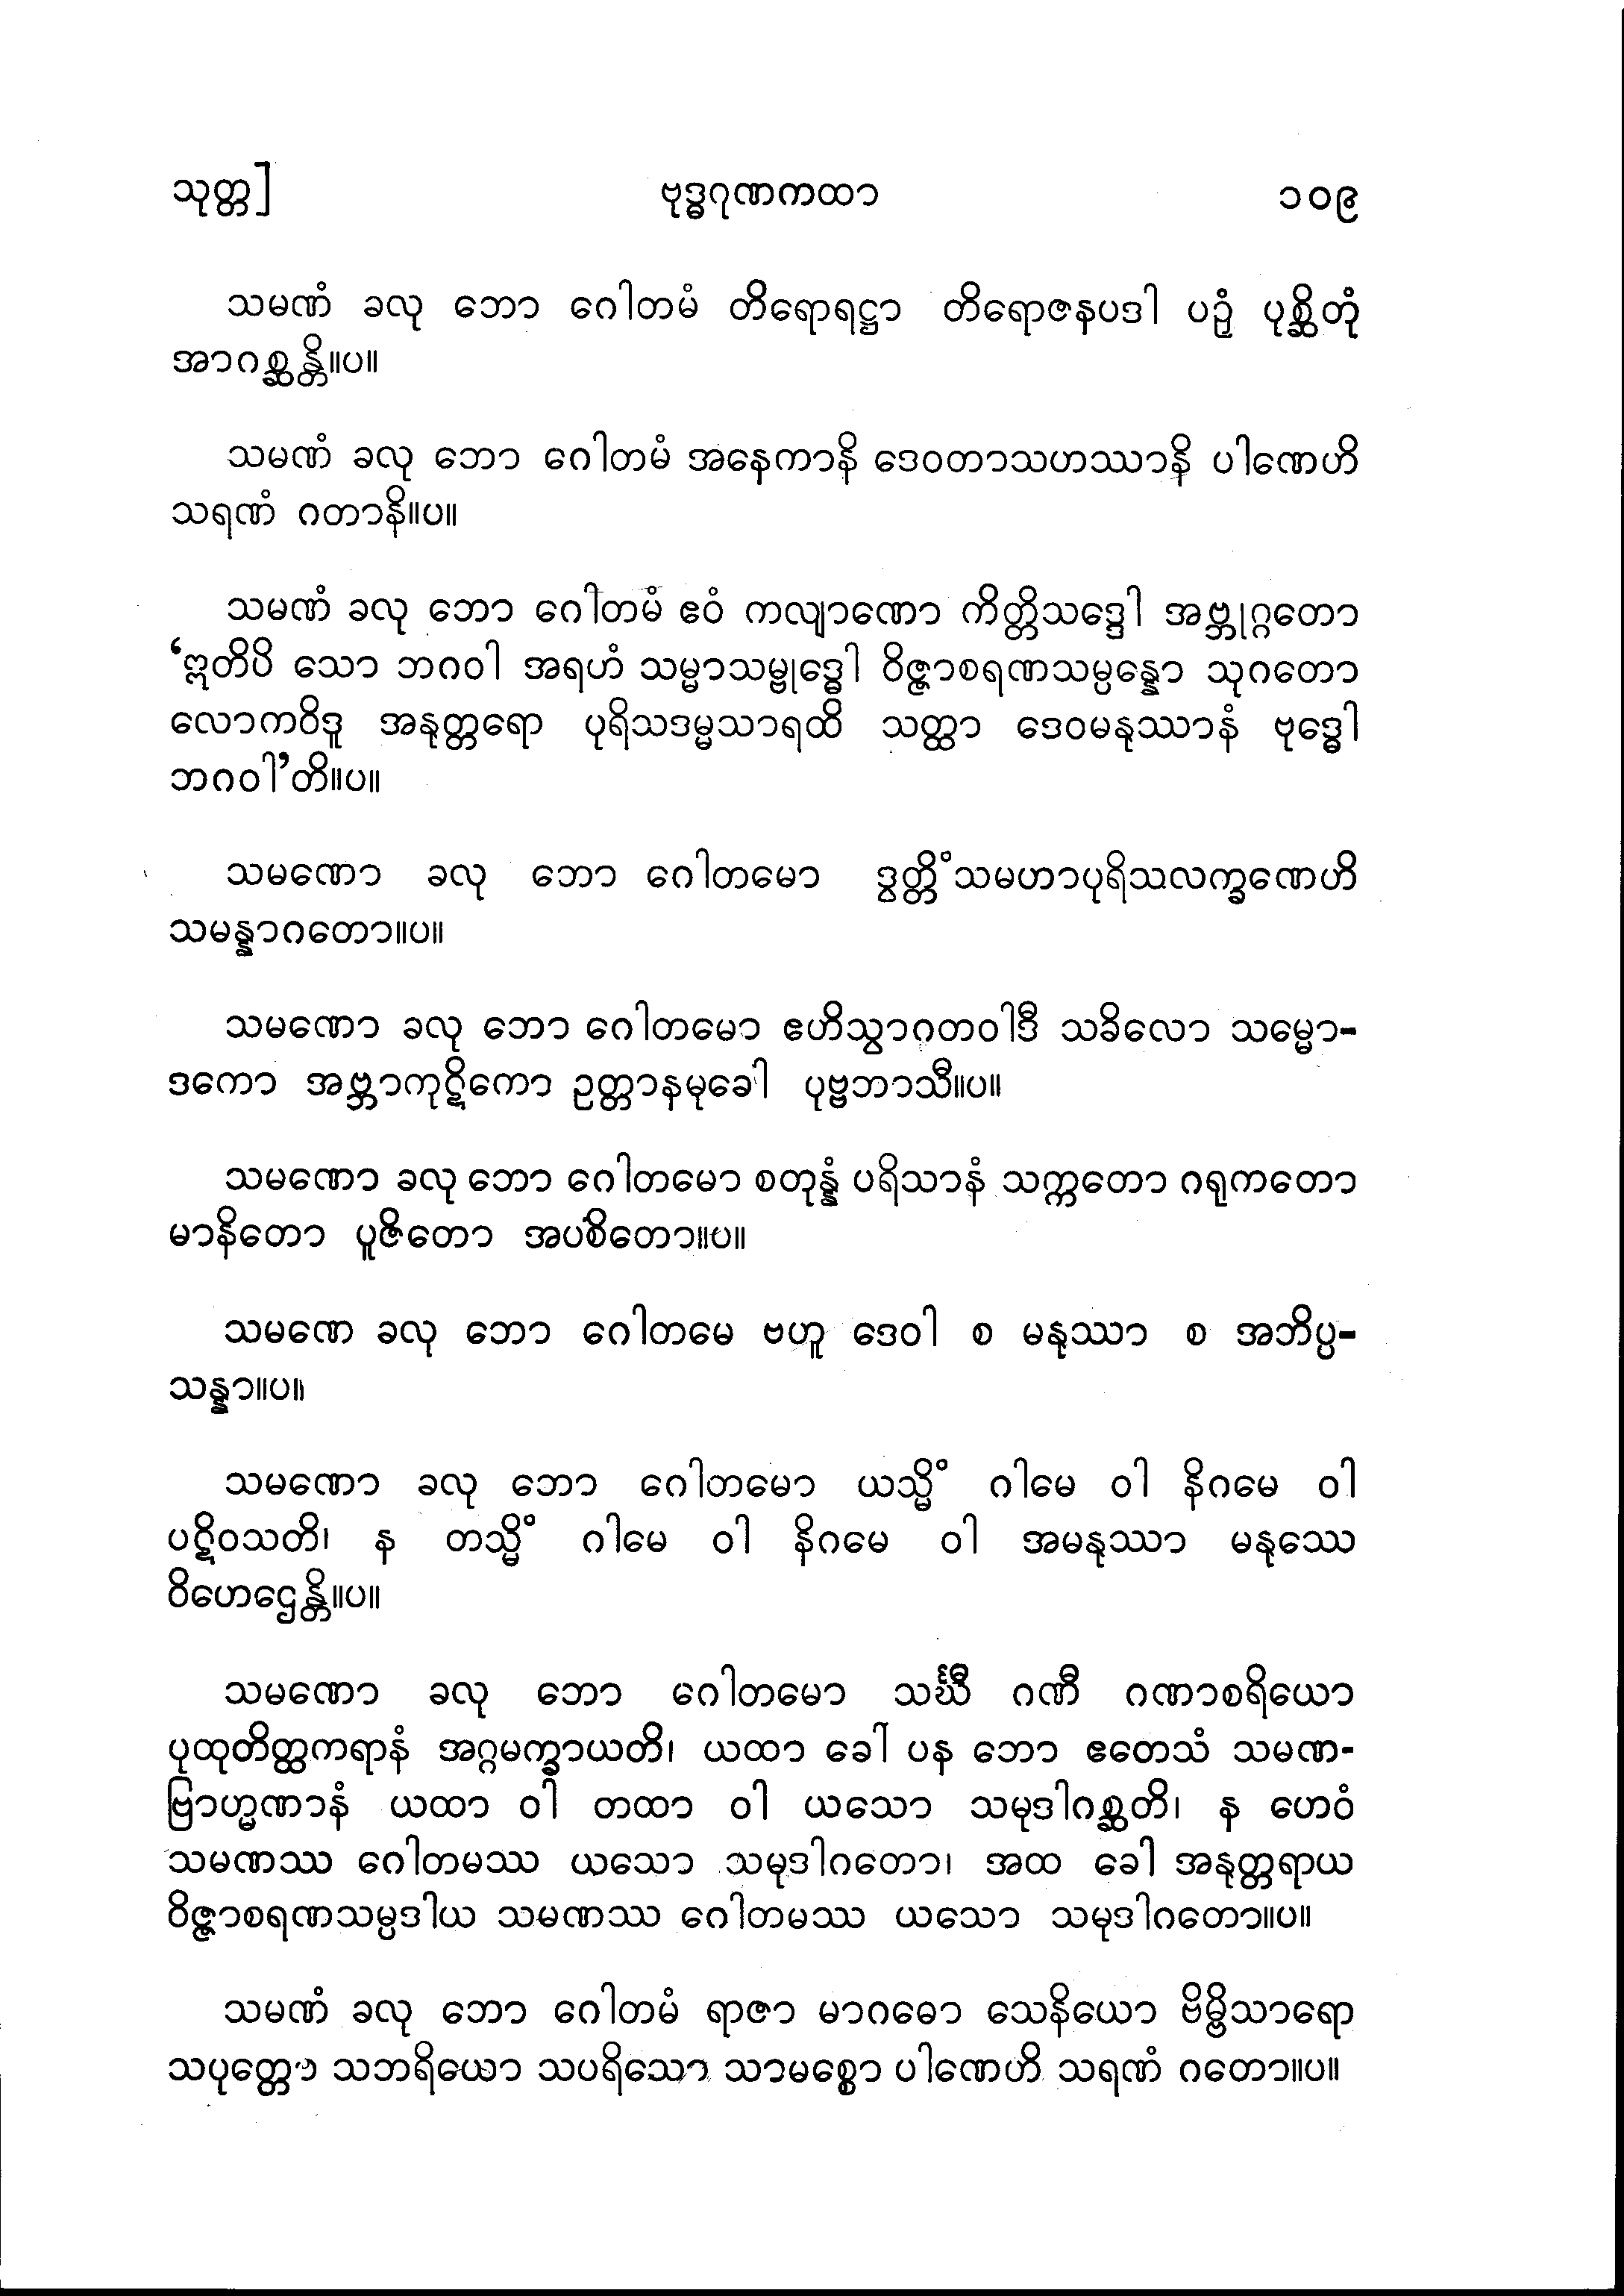 သုတ္တ] ဗုဒ္ဓဂုဏကထာ ၁၀၉
သမဏံ ခလု ဘော ဂေါတမံ တိရောရဋ္ဌာ တိရောဇနပဒါ ပဥှံ ပုစ္ဆိတုံ
အာဂစ္ဆန္တိ။ပ။
သမဏံ ခလု ဘော ဂေါတမံ အနေကာနိ ဒေဝတာသဟဿာနိ ပါဏေဟိ
သရဏံ ဂတာနိ။ပ။
သမဏံ ခလု ဘော ဂေါတမံ ဧဝံ ကလျာဏော ကိတ္တိသဒ္ဒေါ အဗ္ဘုဂ္ဂတော
‘ဣတိပိ သော ဘဂဝါ အရဟံ သမ္မာသမ္ဗုဒ္ဓေါ ဝိဇ္ဇာစရဏသမ္ပန္နော သုဂတော
လောကဝိဒူ အနုတ္တရော ပုရိသဒမ္မသာရထိ သတ္ထာ ဒေဝမနုဿာနံ ဗုဒ္ဓေါ
ဘဂဝါ’တိ။ပ။
သမဏော ခလု ဘော ဂေါတမော ဒွတ္တိံသမဟာပုရိသလက္ခဏေဟိ
သမန္နာဂတော။ပ။
သမဏော ခလု ဘော ဂေါတမော ဧဟိသွာဂတဝါဒီ သခိလော သမ္မော-
ဒကော အဗ္ဘာကုဋိကော ဥတ္တာနမုခေါ ပုဗ္ဗဘာသီ။ပ။
သမဏော ခလု ဘော ဂေါတမော စတုန္နံ ပရိသာနံ သက္ကတော ဂရုကတော
မာနိတော ပူဇိတော အပစိတော။ပ။
သမဏေ ခလု ဘော ဂေါတမေ ဗဟူ ဒေဝါ စ မနုဿာ စ အဘိပ္ပ-
သန္နာ။ပ။
သမဏော ခလု ဘော ဂေါတမော ယသ္မိံ ဂါမေ ဝါ နိဂမေ ဝါ
ပဋိဝသတိ၊ န တသ္မိံ ဂါမေ ဝါ နိဂမေ ဝါ အမနုဿာ မနုဿေ
ဝိဟေဌေန္တိ။ပ။
သမဏော ခလု ဘော ဂေါတမော သင်္ဃီ ဂဏီ ဂဏာစရိယော
ပုထုတိတ္ထကရာနံ အဂ္ဂမက္ခာယတိ၊ ယထာ ခေါ ပန ဘော ဧတေသံ သမဏ-
ဗြာဟ္မဏာနံ ယထာ ဝါ တထာ ဝါ ယသော သမုဒါဂစ္ဆတိ၊ န ဟေဝံ
သမဏဿ ဂေါတမဿ ယသော သမုဒါဂတော၊ အထ ခေါ အနုတ္တရာယ
ဝိဇ္ဇာစရဏသမ္ပဒါယ သမဏဿ ဂေါတမဿ ယသော သမုဒါဂတော။ပ။
သမဏံ ခလု ဘော ဂေါတမံ ရာဇာ မာဂဓော သေနိယော ဗိမ္ဗိသာရော
သပုတ္တော သဘရိယော သပရိသော သာမစ္စော ပါဏေဟိ သရဏံ ဂတော။ပ။